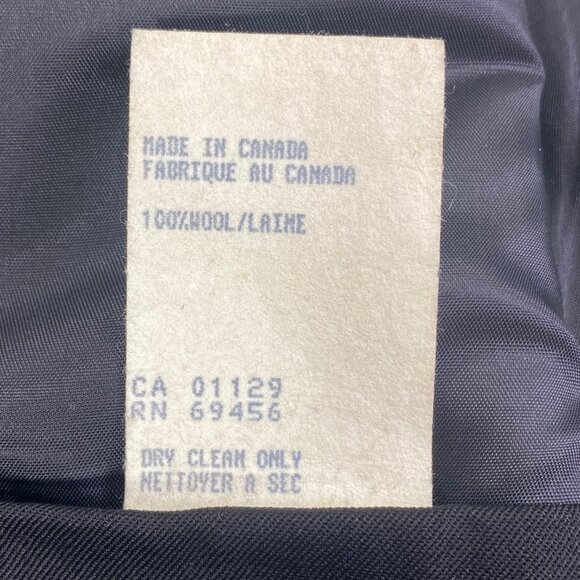 MADE IN CANADA
FABRIQUE AU CANADA
100%WOOL/LAINE
CA 01129
RN 69456
DRY CLEAN ONLY
NETTOYER A SEC